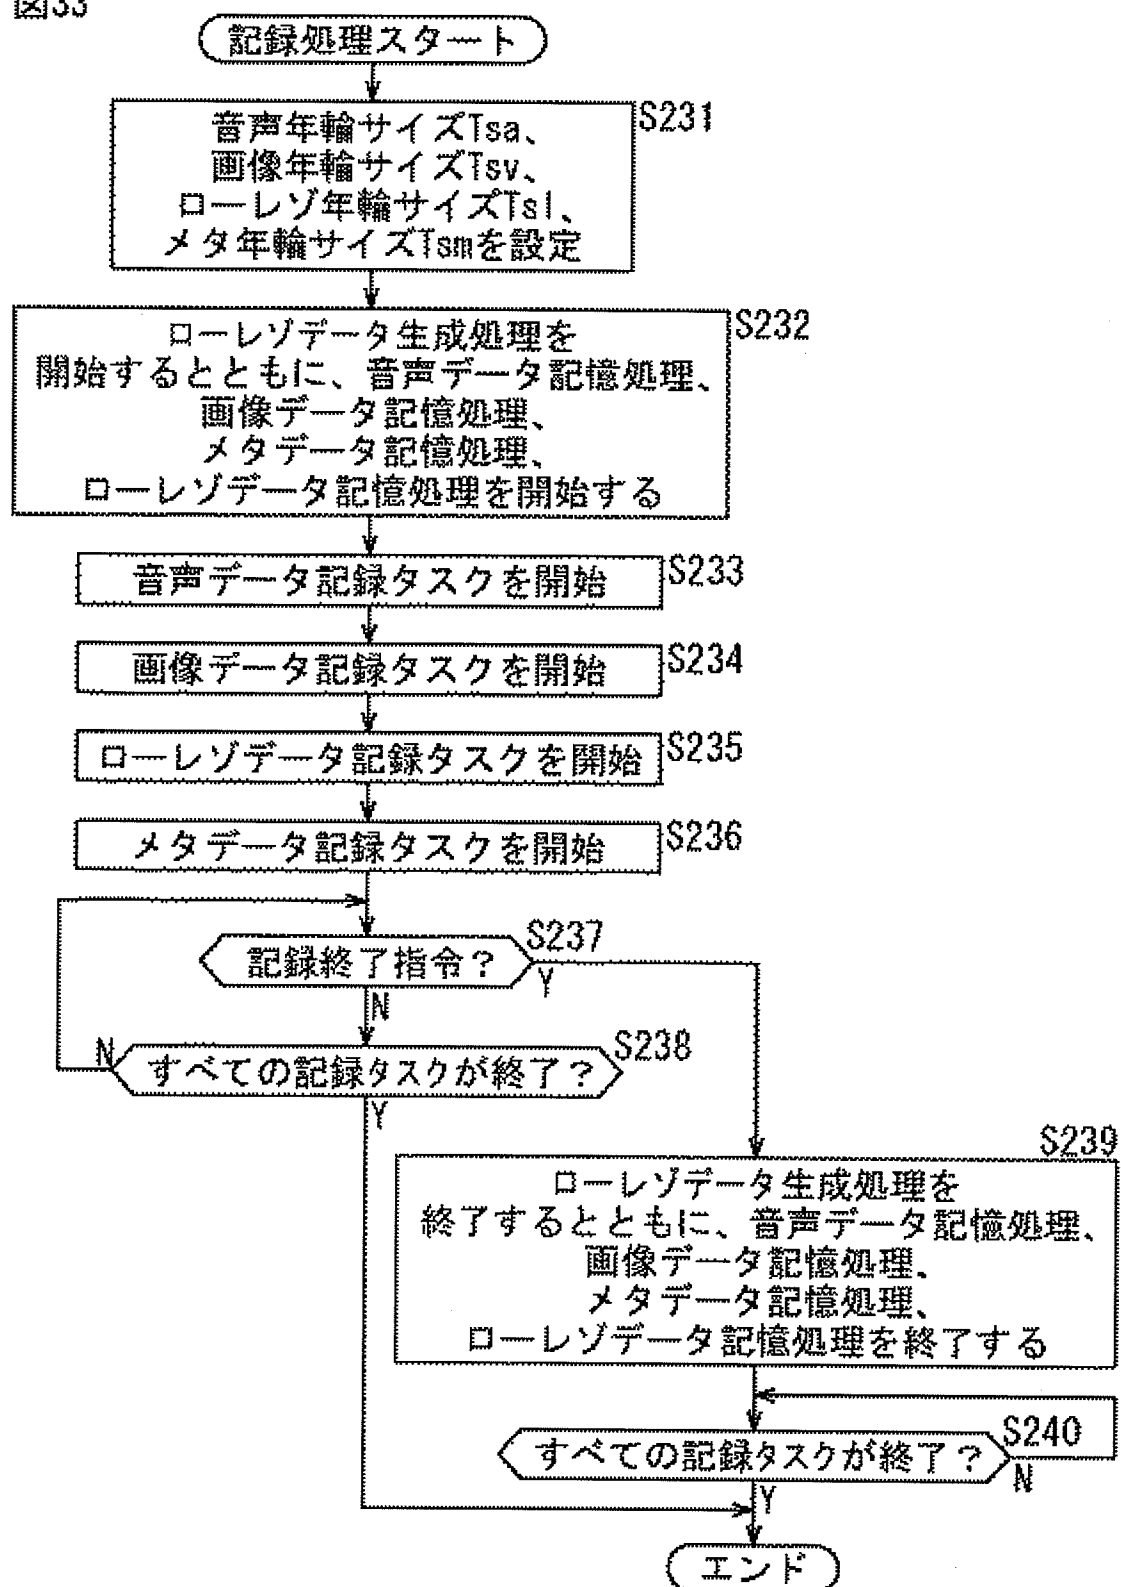 図33
記録処理スタート
S231
音声年輪サイズTsa、
画像年輪サイズTsv、
ローレゾ年輪サイズTsl、
メタ年輪サイズTsmを設定
S232
ローレゾデータ生成処理を
開始するとともに、音声データ記憶処理、
画像データ記憶処理、
メタデータ記憶処理、
ローレゾデータ記憶処理を開始する
音声データ記録タスクを開始 S233
画像データ記録タスクを開始 S234
ローレゾデータ記録タスクを開始 S235
メタデータ記録タスクを開始 S236
S237
記録終了指令?
Y
N
S238
N
すべての記録タスクが終了?
Y
S239
ローレゾデータ生成処理を
終了するとともに、音声データ記憶処理、
画像データ記憶処理、
メタデータ記憶処理、
ローレゾデータ記憶処理を終了する
S240
すべての記録タスクが終了?
N
Y
エンド